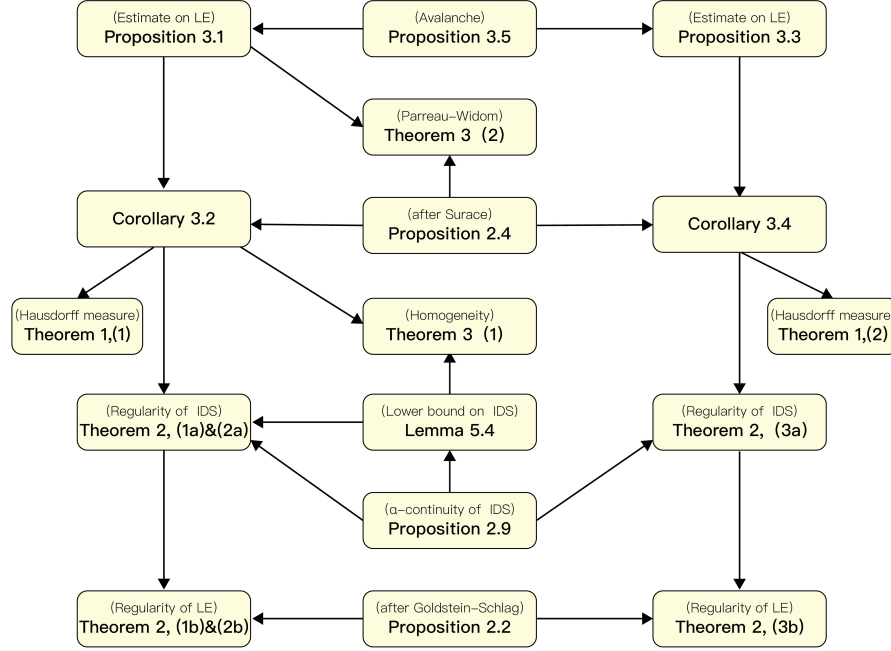 (Estimate on LE)
Proposition 3.1
(Avalanche)
Proposition 3.5
(Estimate on LE)
Proposition 3.3
(Parreau-Widom)
Theorem 3 (2)
Corollary 3.2
(after Surace)
Proposition 2.4
Corollary 3.4
(Hausdorff measure)
Theorem 1,(1)
(Homogeneity)
Theorem 3 (1)
(Hausdorff measure
Theorem 1,(2)
(Regularity of IDS)
Theorem 2, (1a)&(2a)
(Lower bound on IDS)
Lemma 5.4
(Regularity of IDS)
Theorem 2, (3a)
(α-continuity of IDS)
Proposition 2.9
(Regularity of LE)
Theorem 2, (1b)&(2b)
(after Goldstein-Schlag)
Proposition 2.2
(Regularity of LE)
Theorem 2, (3b)